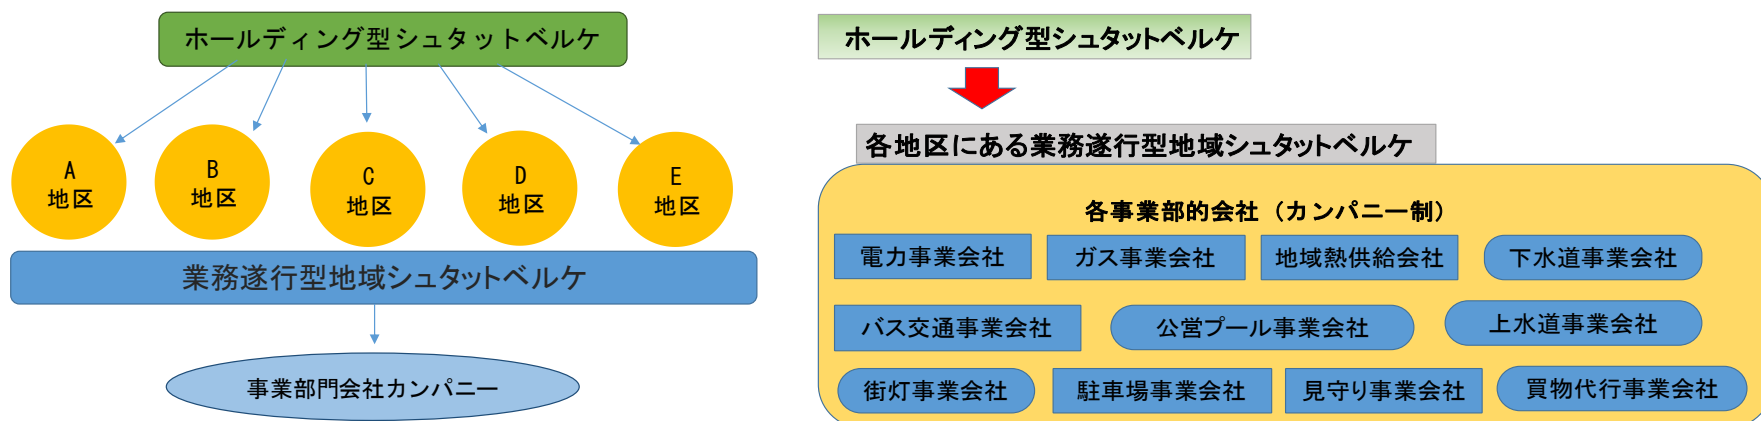 ホールディング型シュタットベルケ
A
地区
B
地区
C
地区
D
地区
E
地区
業務遂行型地域シュタットベルケ
事業部門会社カンパニー
ホールディング型シュタットベルケ
各地区にある業務遂行型地域シュタットベルケ
各事業部的会社（カンパニー制）
電力事業会社
ガス事業会社
地域熱供給会社
下水道事業会社
バス交通事業会社
公営プール事業会社
上水道事業会社
街灯事業会社
駐車場事業会社
見守り事業会社
買物代行事業会社